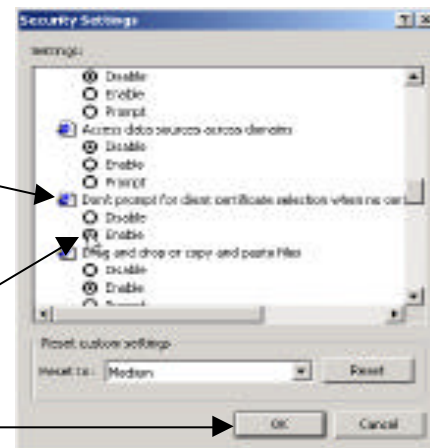 Security Settings
Settings:
Disable
Enable
Prompt
Access data sources across domains
Disable
Enable
Prompt
Don't prompt for client certificate selection when no cer
Disable
Enable
Drag and drop or copy and paste files
Disable
Enable
Prompt
Reset custom settings
Reset to: Medium Reset
OK Cancel